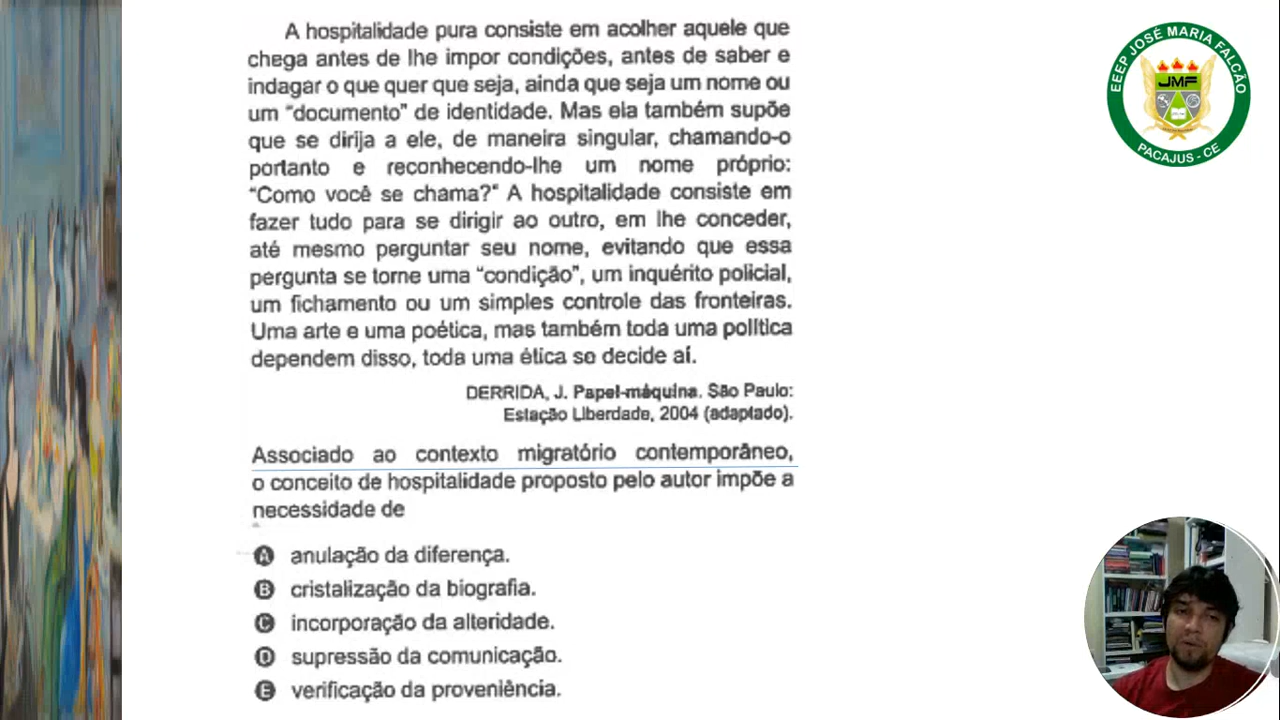 A hospitalidade pura consiste em acolher aquele que
chega antes de lhe impor condições, antes de saber e
indagar o que quer que seja, ainda que seja um nome ou
um "documento" de identidade. Mas ela também supõe
que se dirija a ele, de maneira singular, chamando-o
portanto e reconhecendo-lhe um nome próprio:
"Como você se chama?" A hospitalidade consiste em
fazer tudo para se dirigir ao outro, em lhe conceder,
até mesmo perguntar seu nome, evitando que essa
pergunta se torne uma "condição", um inquérito policial,
um fichamento ou um simples controle das fronteiras.
Uma arte e uma poética, mas também toda uma política
dependem disso, toda uma ética se decide aí.
DERRIDA, J. Papel-máquina. São Paulo:
Estação Liberdade, 2004 (adaptado).
Associado ao contexto migratório contemporâneo,
o conceito de hospitalidade proposto pelo autor impõe a
necessidade de
A anulação da diferença.
B cristalização da biografia.
C incorporação da alteridade.
D supressão da comunicação.
E verificação da proveniência.
EEEP JOSÉ MARIA FALCÃO
JMF
PACAJUS - CE